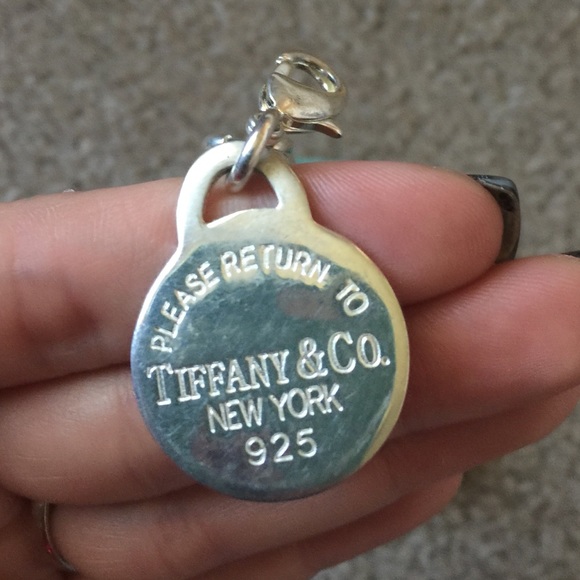 PLEASE RETURN TO
TIFFANY & CO.
NEW YORK
925